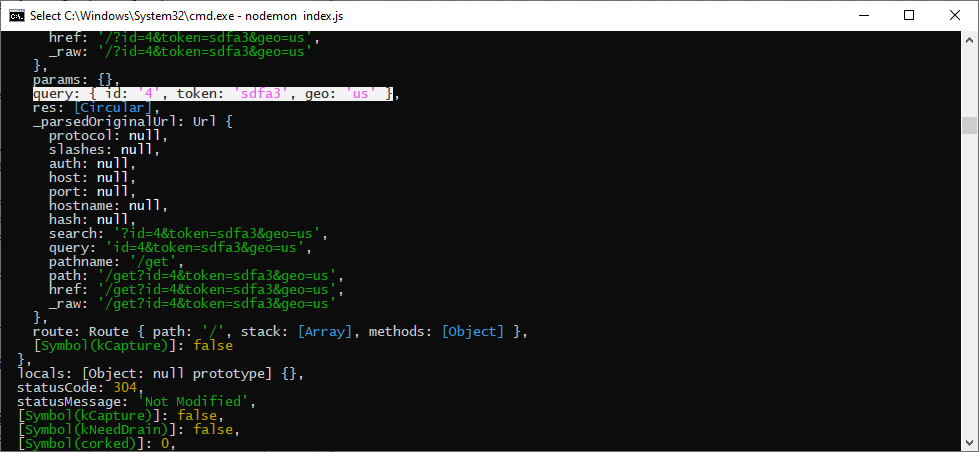 Select C:\Windows\System32\cmd.exe - nodemon  index.js
href: '/?id=4&token=sdfa3&geo=us',
_raw: '/?id=4&token=sdfa3&geo=us'
},
params: {},
query: { id: '4', token: 'sdfa3', geo: 'us' },
res: [Circular],
_parsedOriginalUrl: Url {
protocol: null,
slashes: null,
auth: null,
host: null,
port: null,
hostname: null,
hash: null,
search: '?id=4&token=sdfa3&geo=us',
query: 'id=4&token=sdfa3&geo=us',
pathname: '/get',
path: '/get?id=4&token=sdfa3&geo=us',
href: '/get?id=4&token=sdfa3&geo=us',
_raw: '/get?id=4&token=sdfa3&geo=us'
},
route: Route { path: '/', stack: [Array], methods: [Object] },
[Symbol(kCapture)]: false
},
locals: [Object: null prototype] {},
statusCode: 304,
statusMessage: 'Not Modified',
[Symbol(kCapture)]: false,
[Symbol(kNeedDrain)]: false,
[Symbol(corked)]: 0,